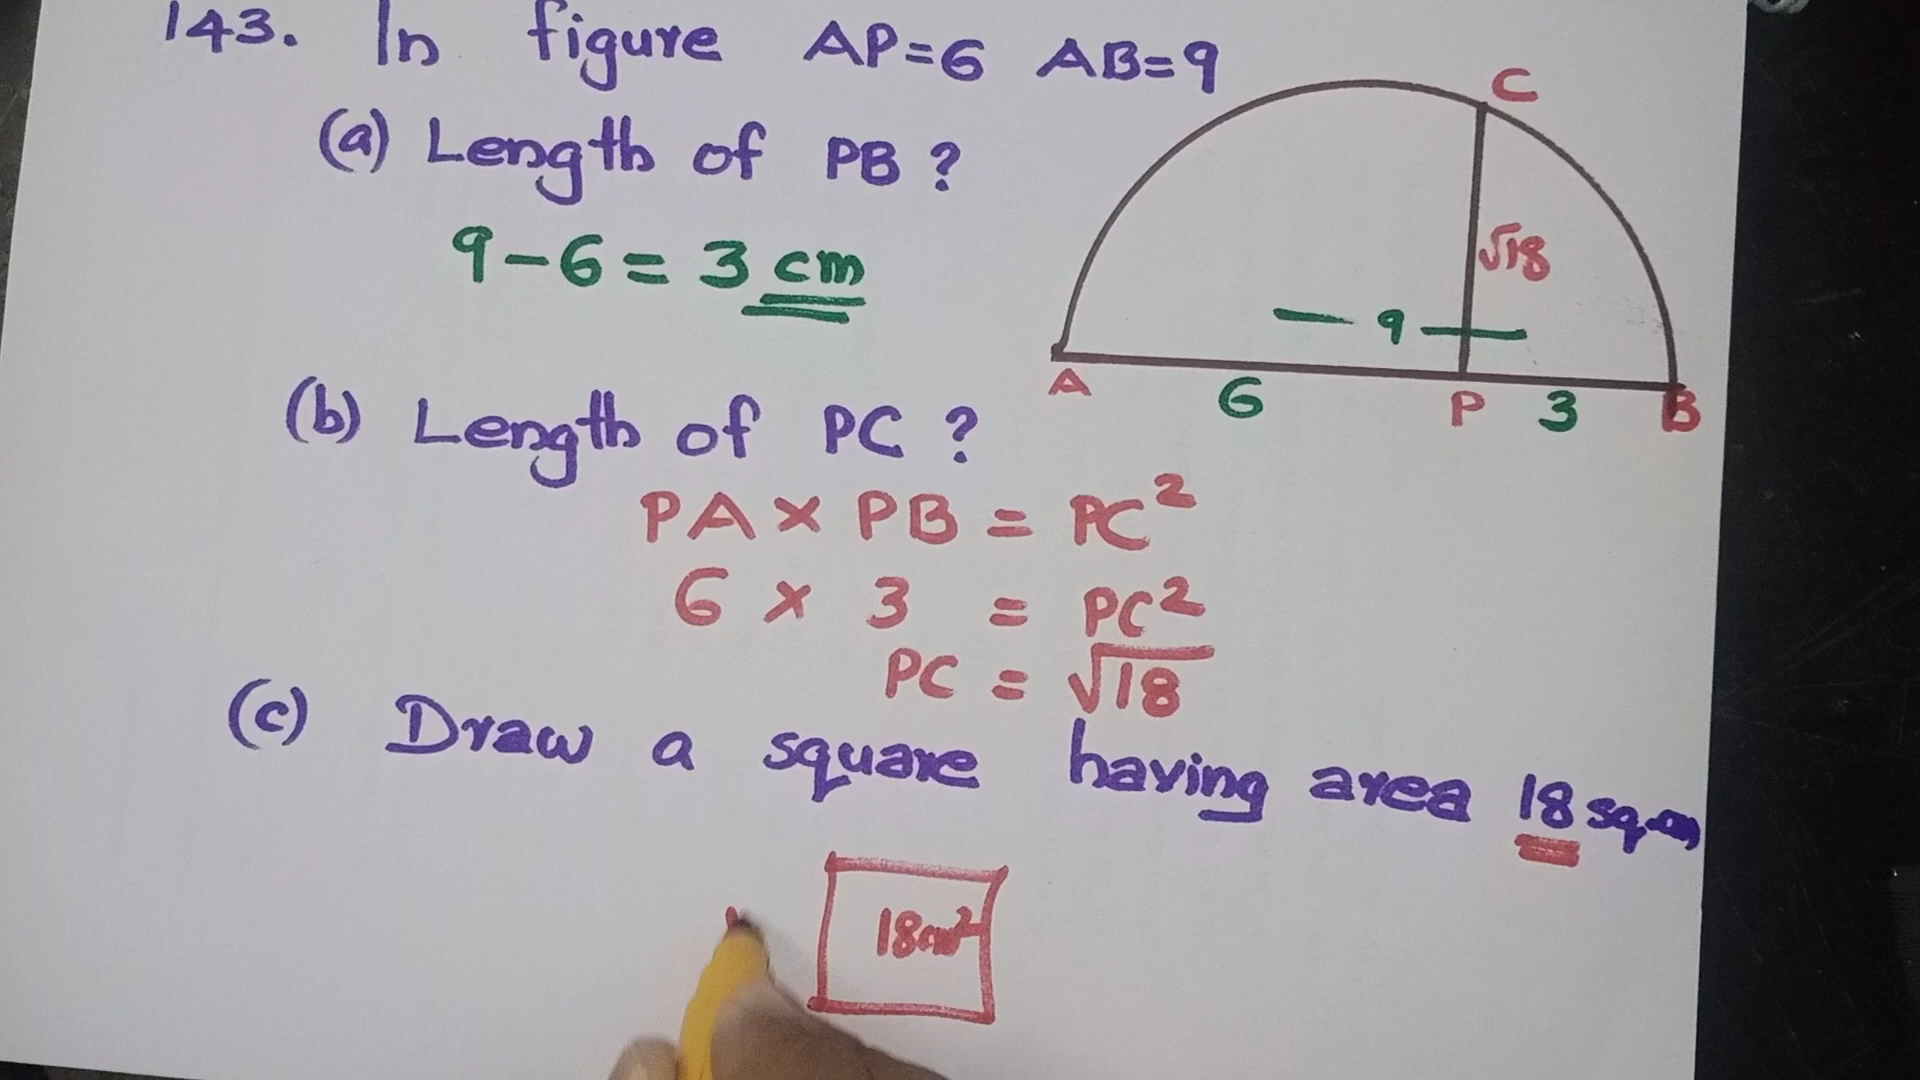 143. In figure AP=6 AB=9
(a) Length of PB ?
9-6=3 cm
C
√18
9
A 6 P 3 B
(b) Length of PC ?
PA × PB = PC²
6 × 3 = PC²
PC = √18
(c) Draw a square having area 18 sq.cm
18cm²